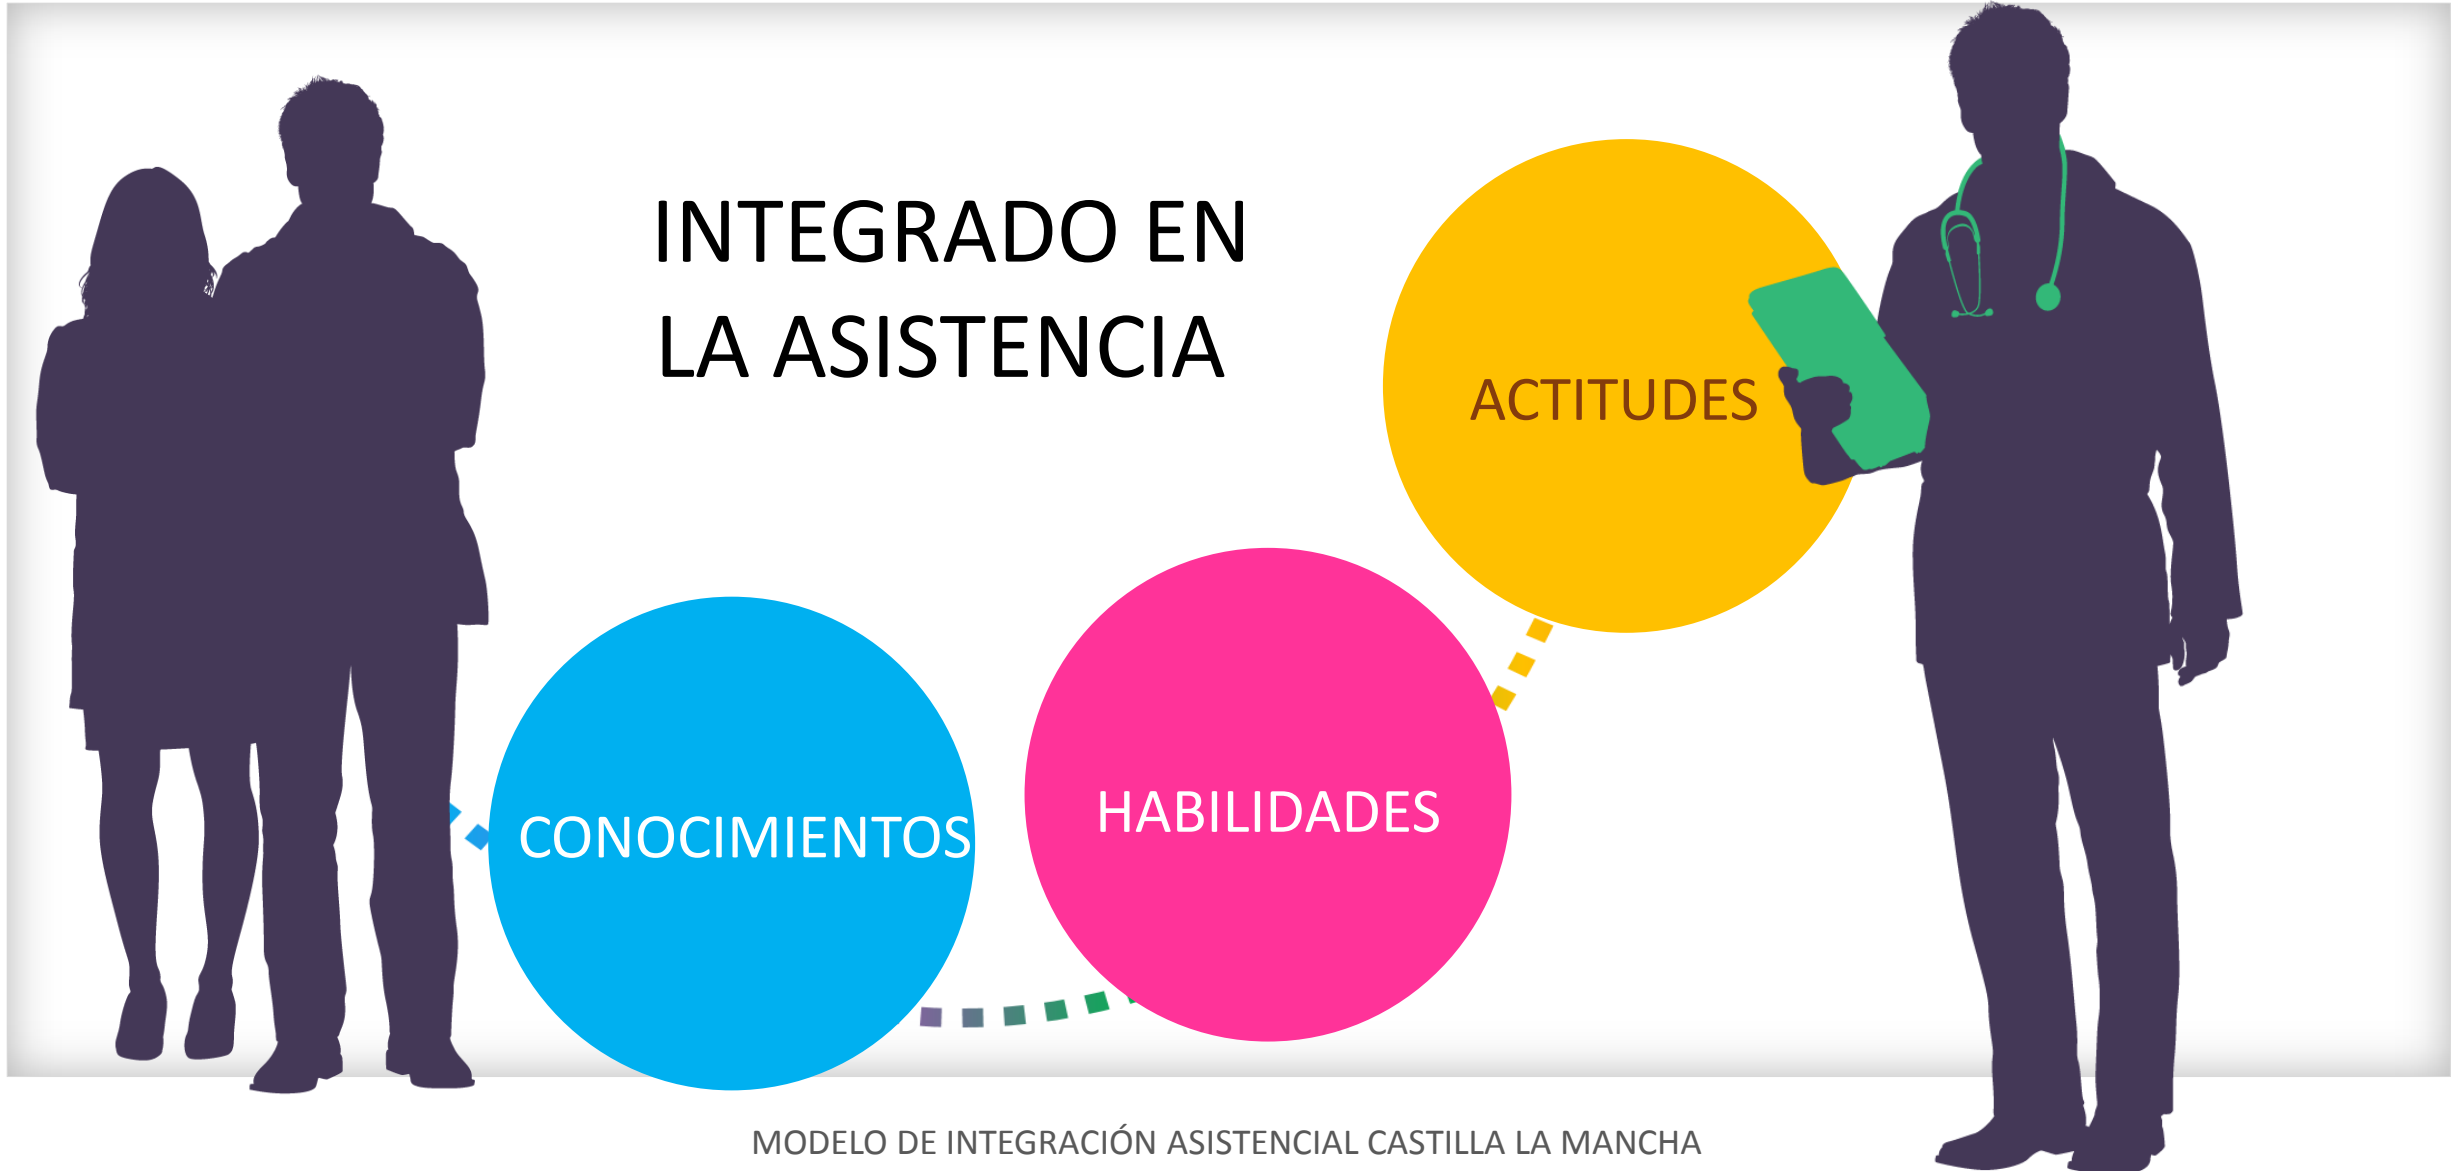 INTEGRADO EN
LA ASISTENCIA
ACTITUDES
HABILIDADES
CONOCIMIENTOS
MODELO DE INTEGRACIÓN ASISTENCIAL CASTILLA LA MANCHA